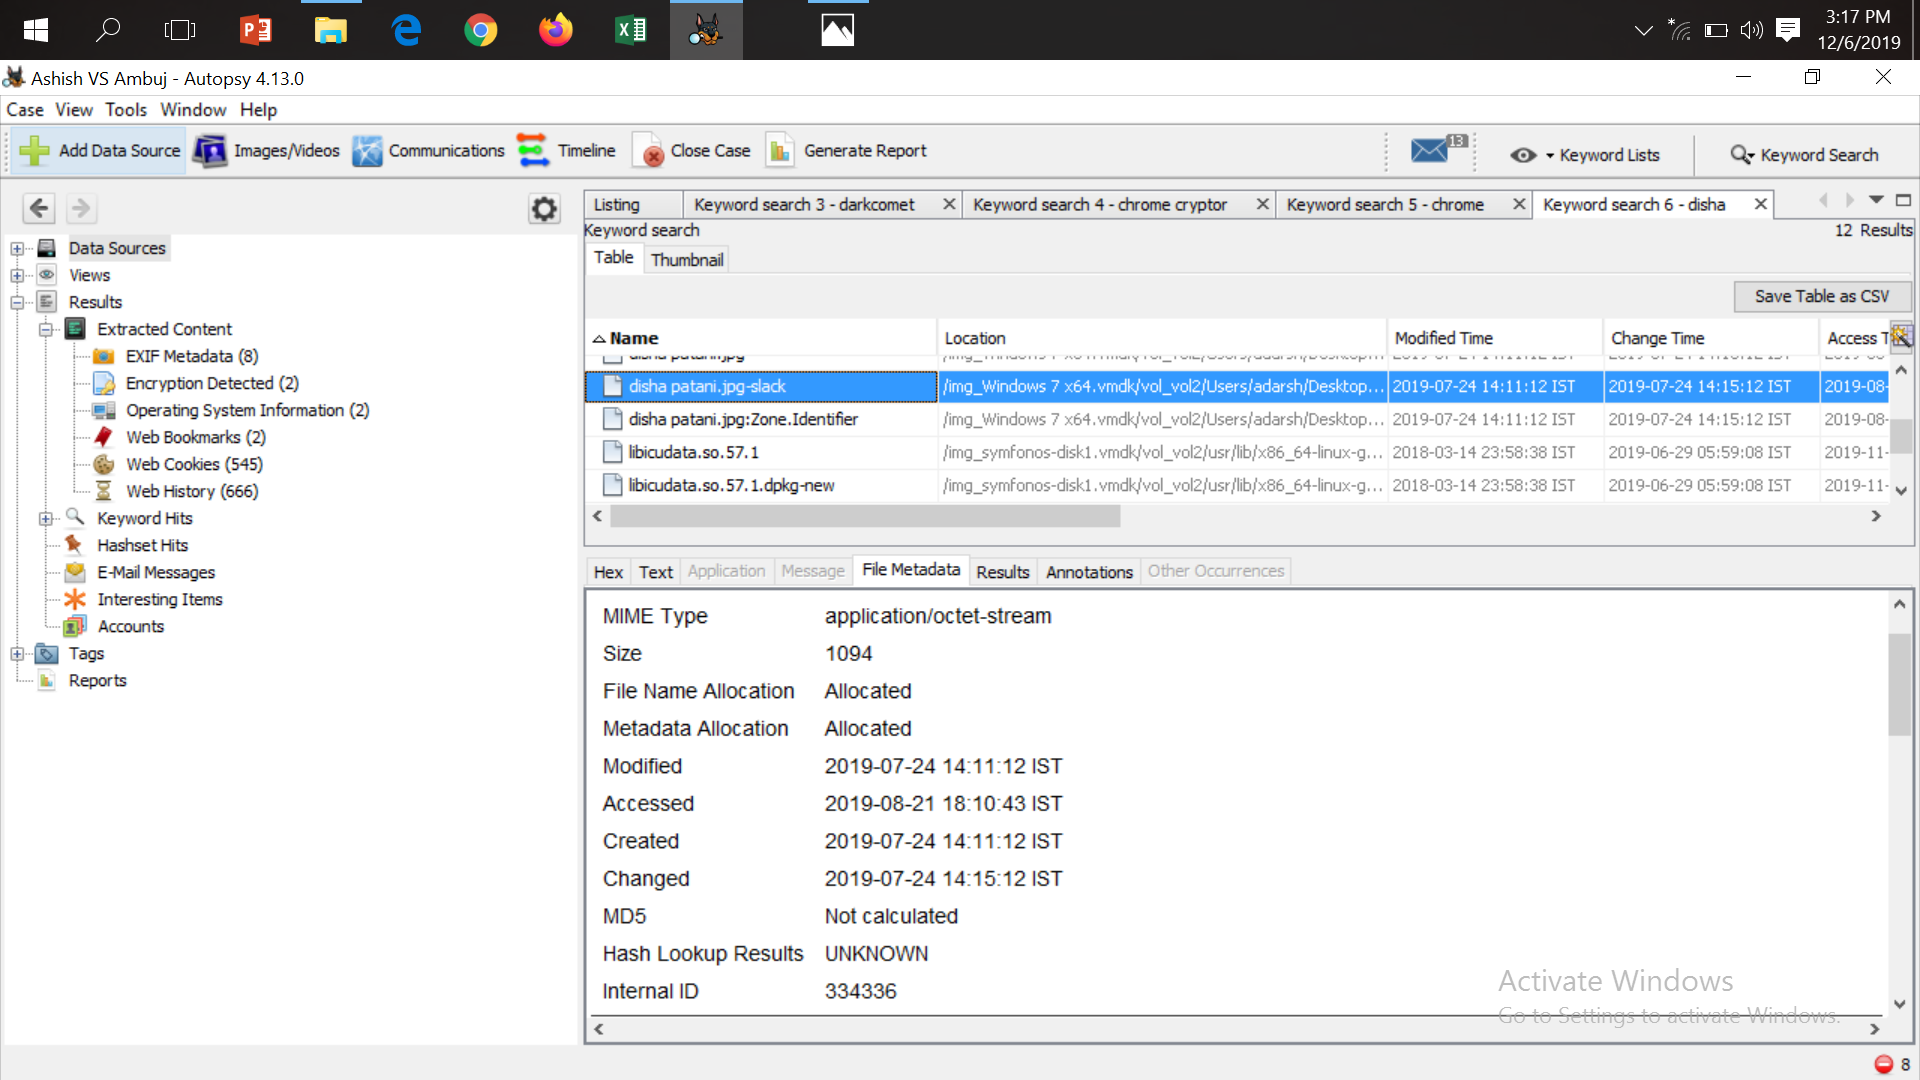 3:17 PM
12/6/2019
Ashish VS Ambuj - Autopsy 4.13.0
Case View Tools Window Help
Add Data Source Images/Videos Communications Timeline Close Case Generate Report 13 Keyword Lists Keyword Search
Listing Keyword search 3 - darkcomet Keyword search 4 - chrome cryptor Keyword search 5 - chrome Keyword search 6 - disha
Keyword search 12 Results
Table Thumbnail
Save Table as CSV
Data Sources
Views
Results
Extracted Content
EXIF Metadata (8)
Encryption Detected (2)
Operating System Information (2)
Web Bookmarks (2)
Web Cookies (545)
Web History (666)
Keyword Hits
Hashset Hits
E-Mail Messages
Interesting Items
Accounts
Tags
Reports
Name Location Modified Time Change Time Access T
disha patani.jpg
disha patani.jpg-slack /img_Windows 7 x64.vmdk/vol_vol2/Users/adarsh/Desktop... 2019-07-24 14:11:12 IST 2019-07-24 14:15:12 IST 2019-08-
disha patani.jpg:Zone.Identifier /img_Windows 7 x64.vmdk/vol_vol2/Users/adarsh/Desktop... 2019-07-24 14:11:12 IST 2019-07-24 14:15:12 IST 2019-08-
libicudata.so.57.1 /img_symfonos-disk1.vmdk/vol_vol2/usr/lib/x86_64-linux-g... 2018-03-14 23:58:38 IST 2019-06-29 05:59:08 IST 2019-11-
libicudata.so.57.1.dpkg-new /img_symfonos-disk1.vmdk/vol_vol2/usr/lib/x86_64-linux-g... 2018-03-14 23:58:38 IST 2019-06-29 05:59:08 IST 2019-11-
Hex Text Application Message File Metadata Results Annotations Other Occurrences
MIME Type application/octet-stream
Size 1094
File Name Allocation Allocated
Metadata Allocation Allocated
Modified 2019-07-24 14:11:12 IST
Accessed 2019-08-21 18:10:43 IST
Created 2019-07-24 14:11:12 IST
Changed 2019-07-24 14:15:12 IST
MD5 Not calculated
Hash Lookup Results UNKNOWN
Internal ID 334336
Activate Windows
Go to Settings to activate Windows.
8